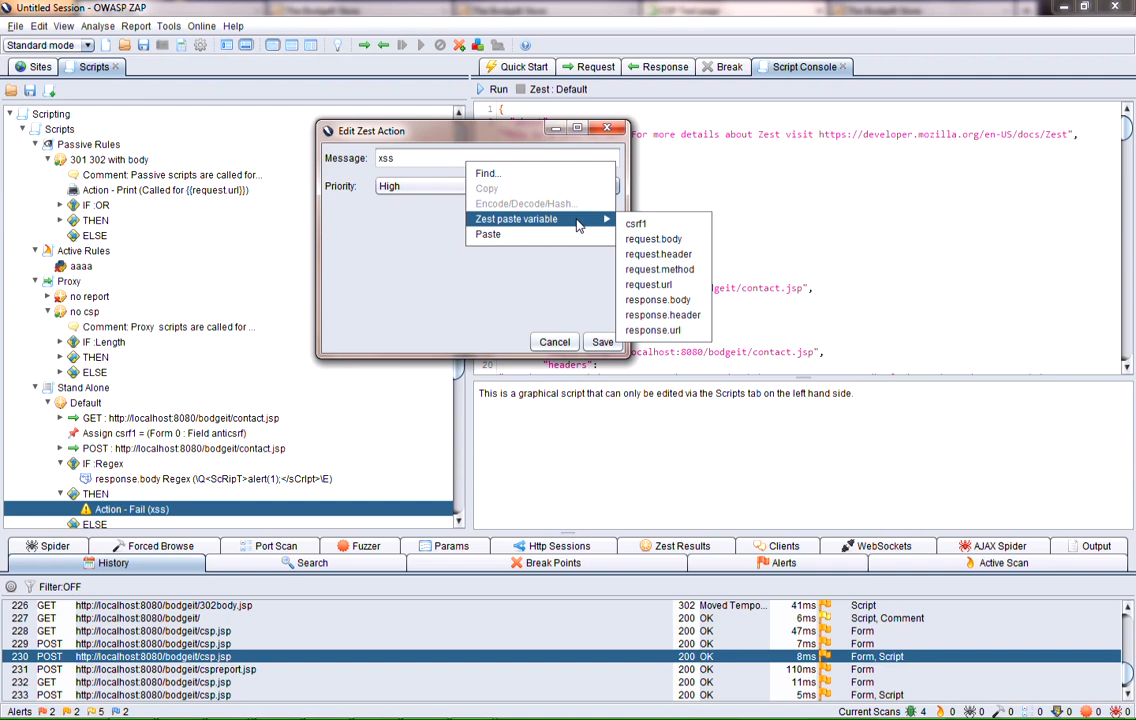 Untitled Session - OWASP ZAP
File Edit View Analyse Report Tools Online Help
Standard mode
Sites Scripts
Quick Start Request Response Break Script Console
Run Zest : Default
Scripting
Scripts
Passive Rules
301 302 with body
Comment: Passive scripts are called for...
Action - Print (Called for {{request.url}})
IF :OR
THEN
ELSE
Active Rules
aaaa
Proxy
no report
no csp
Comment: Proxy scripts are called for ...
IF :Length
THEN
ELSE
Stand Alone
Default
GET : http://localhost:8080/bodgeit/contact.jsp
Assign csrf1 = (Form 0 : Field anticsrf)
POST : http://localhost:8080/bodgeit/contact.jsp
IF :Regex
response.body Regex (\Q<ScRipT>alert(1);</sCrIpt>\E)
THEN
Action - Fail (xss)
ELSE
1 {
For more details about Zest visit https://developer.mozilla.org/en-US/docs/Zest",
git/contact.jsp",
localhost:8080/bodgeit/contact.jsp",
20 "headers":
Edit Zest Action
Message: xss
Priority: High
Find...
Copy
Encode/Decode/Hash...
Zest paste variable
Paste
csrf1
request.body
request.header
request.method
request.url
response.body
response.header
response.url
Cancel Save
This is a graphical script that can only be edited via the Scripts tab on the left hand side.
Spider Forced Browse Port Scan Fuzzer Params Http Sessions Zest Results Clients WebSockets AJAX Spider Output
History Search Break Points Alerts Active Scan
Filter:OFF
226 GET http://localhost:8080/bodgeit/302body.jsp 302 Moved Tempo... 41ms Script
227 GET http://localhost:8080/bodgeit/ 200 OK 6ms Script, Comment
228 GET http://localhost:8080/bodgeit/csp.jsp 200 OK 47ms Form
229 POST http://localhost:8080/bodgeit/csp.jsp 200 OK 7ms Form
230 POST http://localhost:8080/bodgeit/csp.jsp 200 OK 8ms Form, Script
231 POST http://localhost:8080/bodgeit/cspreport.jsp 200 OK 110ms Form
232 GET http://localhost:8080/bodgeit/csp.jsp 200 OK 11ms Form
233 POST http://localhost:8080/bodgeit/csp.jsp 200 OK 5ms Form, Script
Alerts 2 2 5 2 Current Scans 4 0 0 0 0 0 0 0